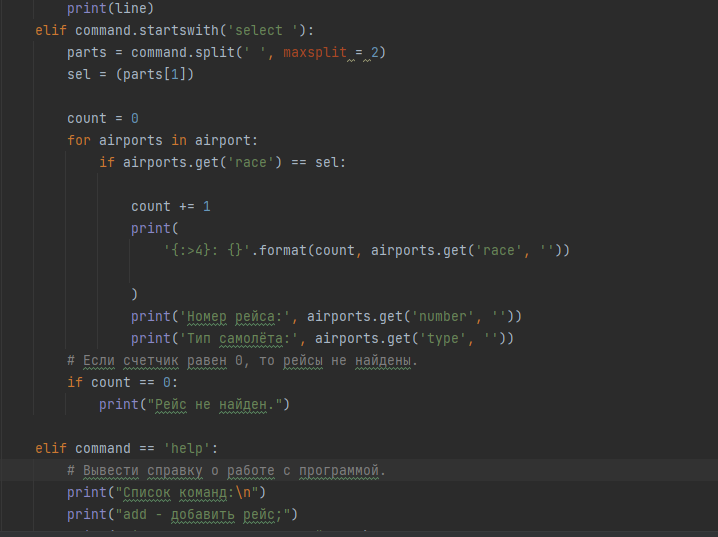 print(line)
elif command.startswith('select '):
parts = command.split(' ', maxsplit = 2)
sel = (parts[1])
count = 0
for airports in airport:
if airports.get('race') == sel:
count += 1
print(
'{:>4}: {}'.format(count, airports.get('race', ''))
)
print('Номер рейса:', airports.get('number', ''))
print('Тип самолёта:', airports.get('type', ''))
# Если счетчик равен 0, то рейсы не найдены.
if count == 0:
print("Рейс не найден.")
elif command == 'help':
# Вывести справку о работе с программой.
print("Список команд:\n")
print("add - добавить рейс;")